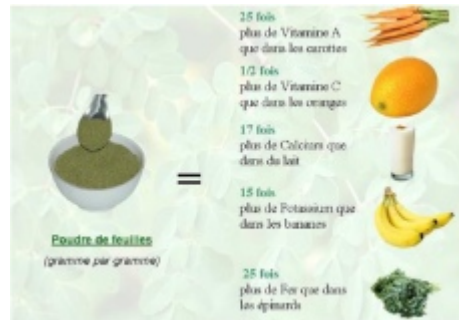 25 fois
plus de Vitamine A
que dans les carottes
1/2 fois
plus de Vitamine C
que dans les oranges
17 fois
plus de Calcium que
dans du lait
=
15 fois
plus de Potassium que
dans les bananes
Poudre de feuilles
(gramme par gramme)
25 fois
plus de Fer que dans
les épinards